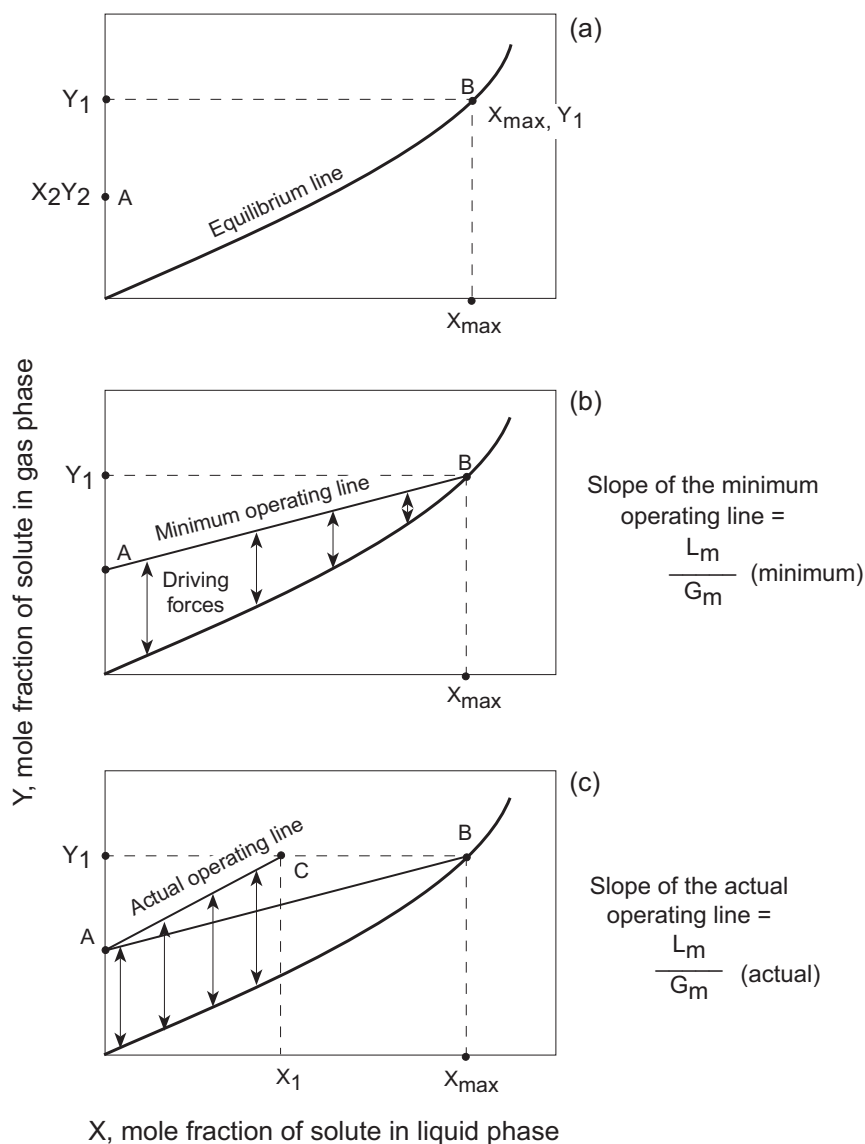 (a)
Y1
B
Xmax, Y1
X2Y2
A
Equilibrium line
Xmax
(b)
Y1
B
Minimum operating line
A
Driving
forces
Xmax
Slope of the minimum
operating line =
Lm
Gm (minimum)
(c)
Y1
B
Actual operating line
C
A
X1
Xmax
Slope of the actual
operating line =
Lm
Gm (actual)
Y, mole fraction of solute in gas phase
X, mole fraction of solute in liquid phase